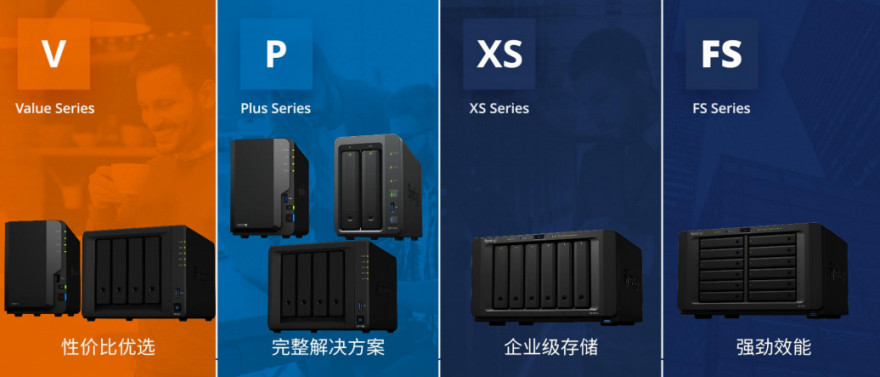 V
Value Series
性价比优选
P
Plus Series
完整解决方案
XS
XS Series
企业级存储
FS
FS Series
强劲效能